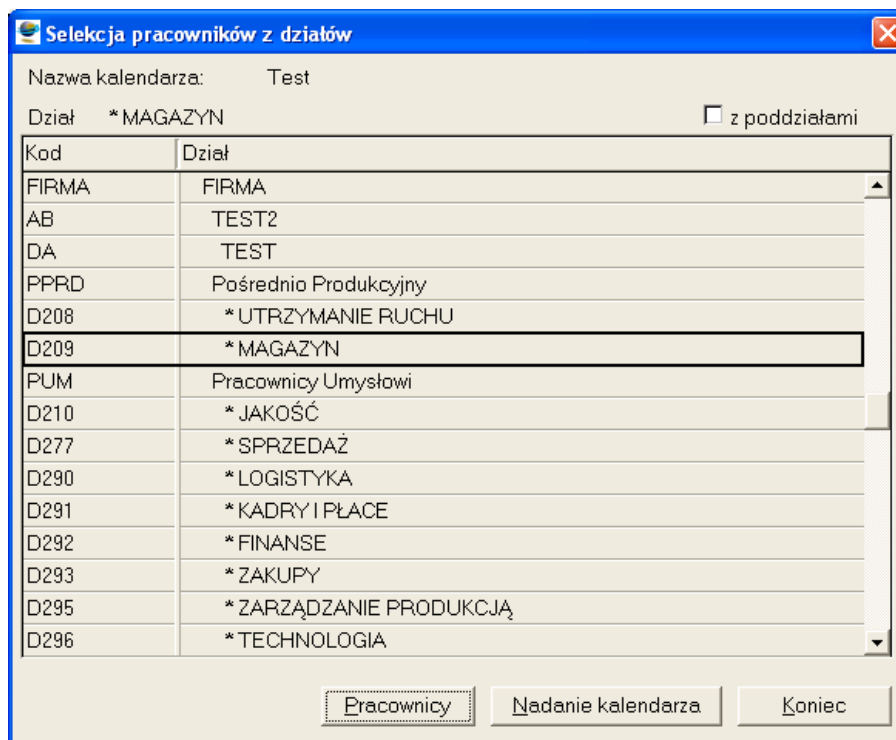 Selekcja pracowników z działów
Nazwa kalendarza: Test
Dział *MAGAZYN z poddziałami
Kod Dział
FIRMA FIRMA
AB TEST2
DA TEST
PPRD Pośrednio Produkcyjny
D208 *UTRZYMANIE RUCHU
D209 *MAGAZYN
PUM Pracownicy Umysłowi
D210 *JAKOŚĆ
D277 *SPRZEDAŻ
D290 *LOGISTYKA
D291 *KADRY I PŁACE
D292 *FINANSE
D293 *ZAKUPY
D295 *ZARZĄDZANIE PRODUKCJĄ
D296 *TECHNOLOGIA
Pracownicy Nadanie kalendarza Koniec